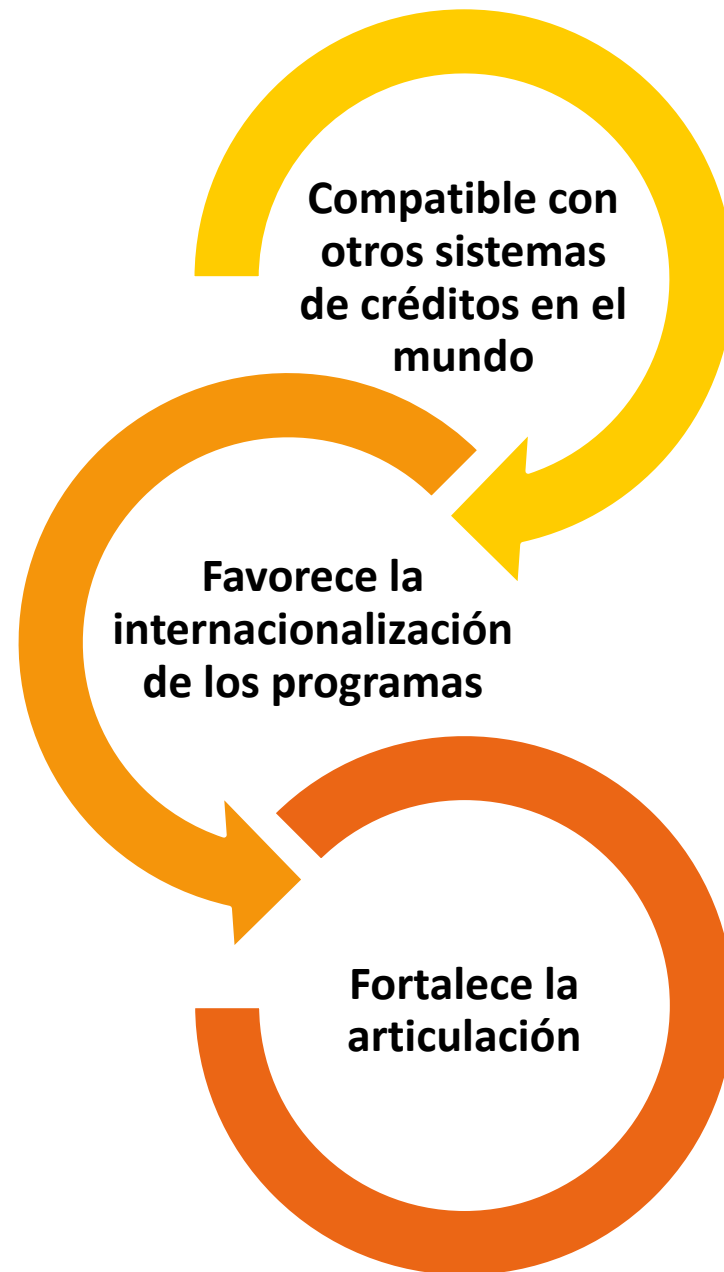 Compatible con
otros sistemas
de créditos en el
mundo
Favorece la
internacionalización
de los programas
Fortalece la
articulación